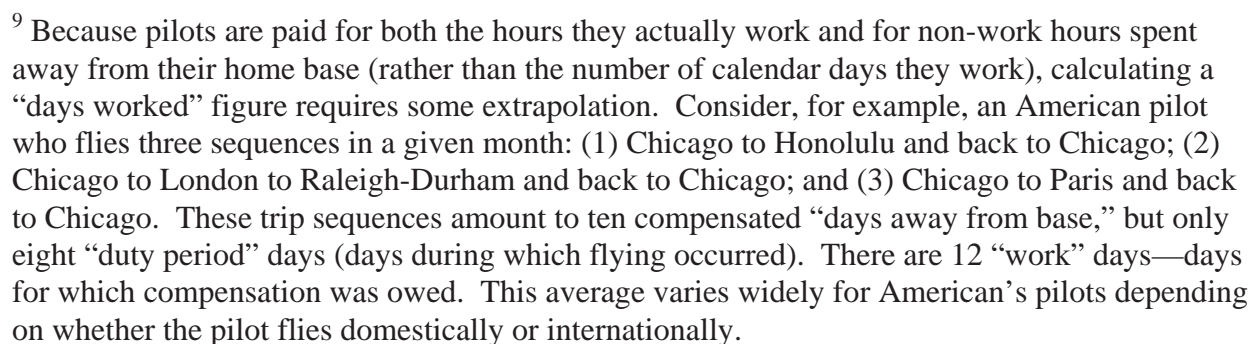 ⁹ Because pilots are paid for both the hours they actually work and for non-work hours spent
away from their home base (rather than the number of calendar days they work), calculating a
“days worked” figure requires some extrapolation.  Consider, for example, an American pilot
who flies three sequences in a given month: (1) Chicago to Honolulu and back to Chicago; (2)
Chicago to London to Raleigh-Durham and back to Chicago; and (3) Chicago to Paris and back
to Chicago.  These trip sequences amount to ten compensated “days away from base,” but only
eight “duty period” days (days during which flying occurred).  There are 12 “work” days—days
for which compensation was owed.  This average varies widely for American’s pilots depending
on whether the pilot flies domestically or internationally.